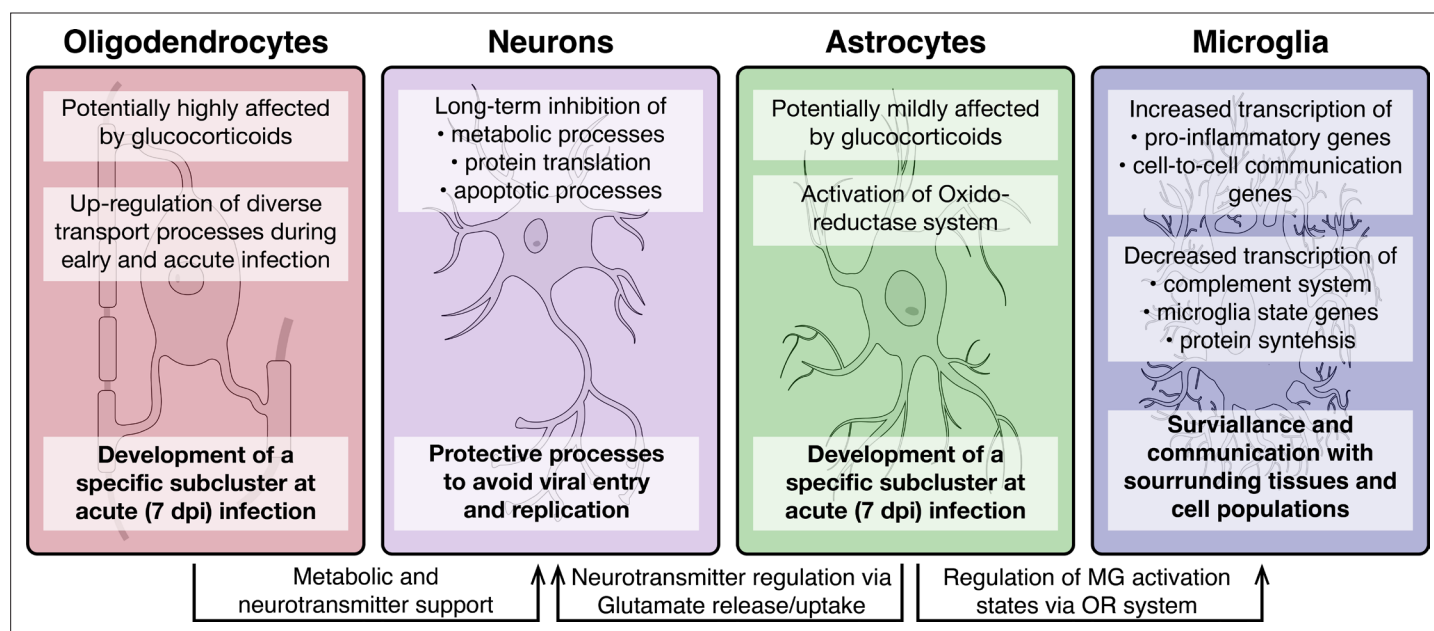 Oligodendrocytes
Potentially highly affected
by glucocorticoids
Up-regulation of diverse
transport processes during
ealry and accute infection
Development of a
specific subcluster at
acute (7 dpi) infection
Neurons
Long-term inhibition of
• metabolic processes
• protein translation
• apoptotic processes
Protective processes
to avoid viral entry
and replication
Astrocytes
Potentially mildly affected
by glucocorticoids
Activation of Oxido-
reductase system
Development of a
specific subcluster at
acute (7 dpi) infection
Microglia
Increased transcription of
• pro-inflammatory genes
• cell-to-cell communication
genes
Decreased transcription of
• complement system
• microglia state genes
• protein syntehsis
Surviallance and
communication with
sourrunding tissues and
cell populations
Metabolic and
neurotransmitter support
Neurotransmitter regulation via
Glutamate release/uptake
Regulation of MG activation
states via OR system